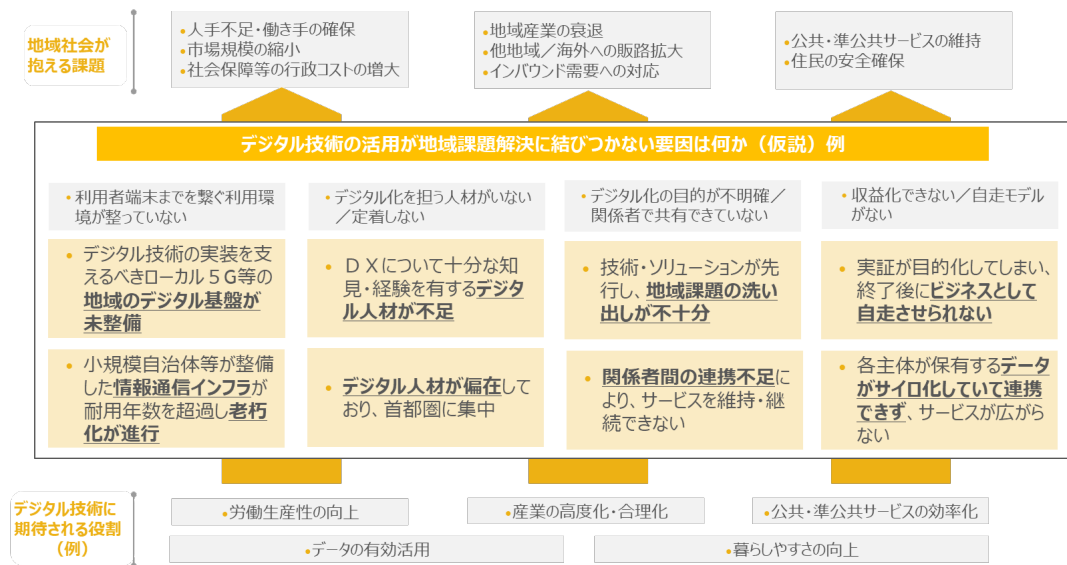 地域社会が
抱える課題
•人手不足・働き手の確保
•市場規模の縮小
•社会保障等の行政コストの増大
•地域産業の衰退
•他地域／海外への販路拡大
•インバウンド需要への対応
•公共・準公共サービスの維持
•住民の安全確保
デジタル技術の活用が地域課題解決に結びつかない要因は何か（仮説）例
・利用者端末までを繋ぐ利用環
境が整っていない
・デジタル化を担う人材がいない
／定着しない
・デジタル化の目的が不明確／
関係者で共有できていない
・収益化できない／自走モデル
がない
• デジタル技術の実装を支
えるべきローカル５G等の
地域のデジタル基盤が
未整備
• ＤＸについて十分な知
見・経験を有するデジタ
ル人材が不足
• 技術・ソリューションが先
行し、地域課題の洗い
出しが不十分
• 実証が目的化してしまい、
終了後にビジネスとして
自走させられない
• 小規模自治体等が整備
した情報通信インフラが
耐用年数を超過し老朽
化が進行
• デジタル人材が偏在して
おり、首都圏に集中
• 関係者間の連携不足に
より、サービスを維持・継
続できない
• 各主体が保有するデータ
がサイロ化していて連携
できず、サービスが広がら
ない
デジタル技術に
期待される役割
（例）
•労働生産性の向上
•産業の高度化・合理化
•公共・準公共サービスの効率化
•データの有効活用
•暮らしやすさの向上